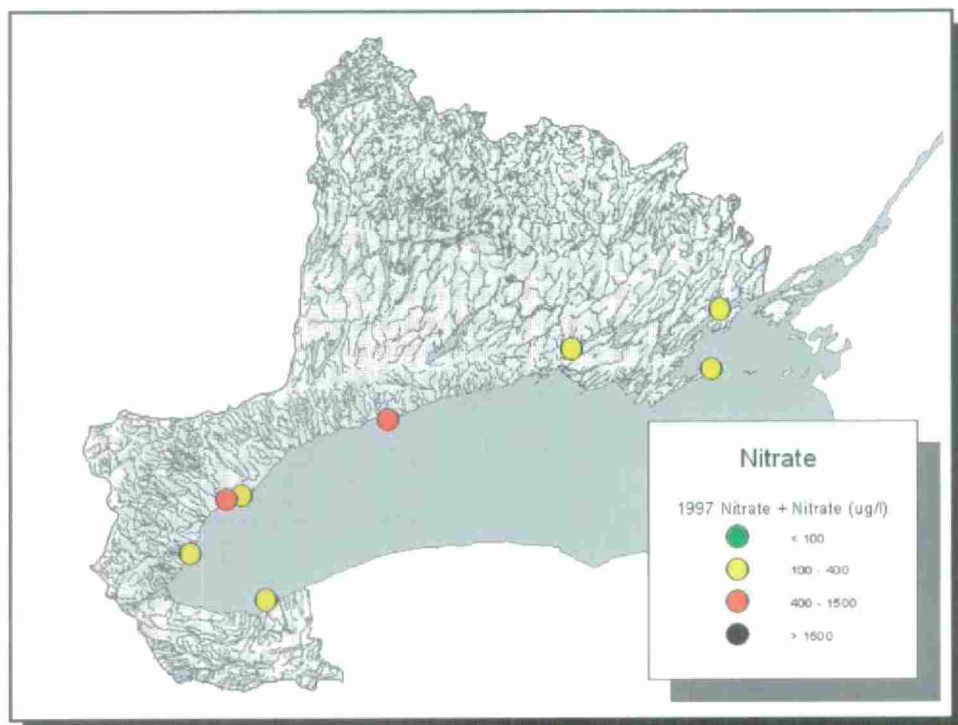 Nitrate
1997 Nitrate + Nitrate (ug/l)
< 100
100 - 400
400 - 1500
> 1500